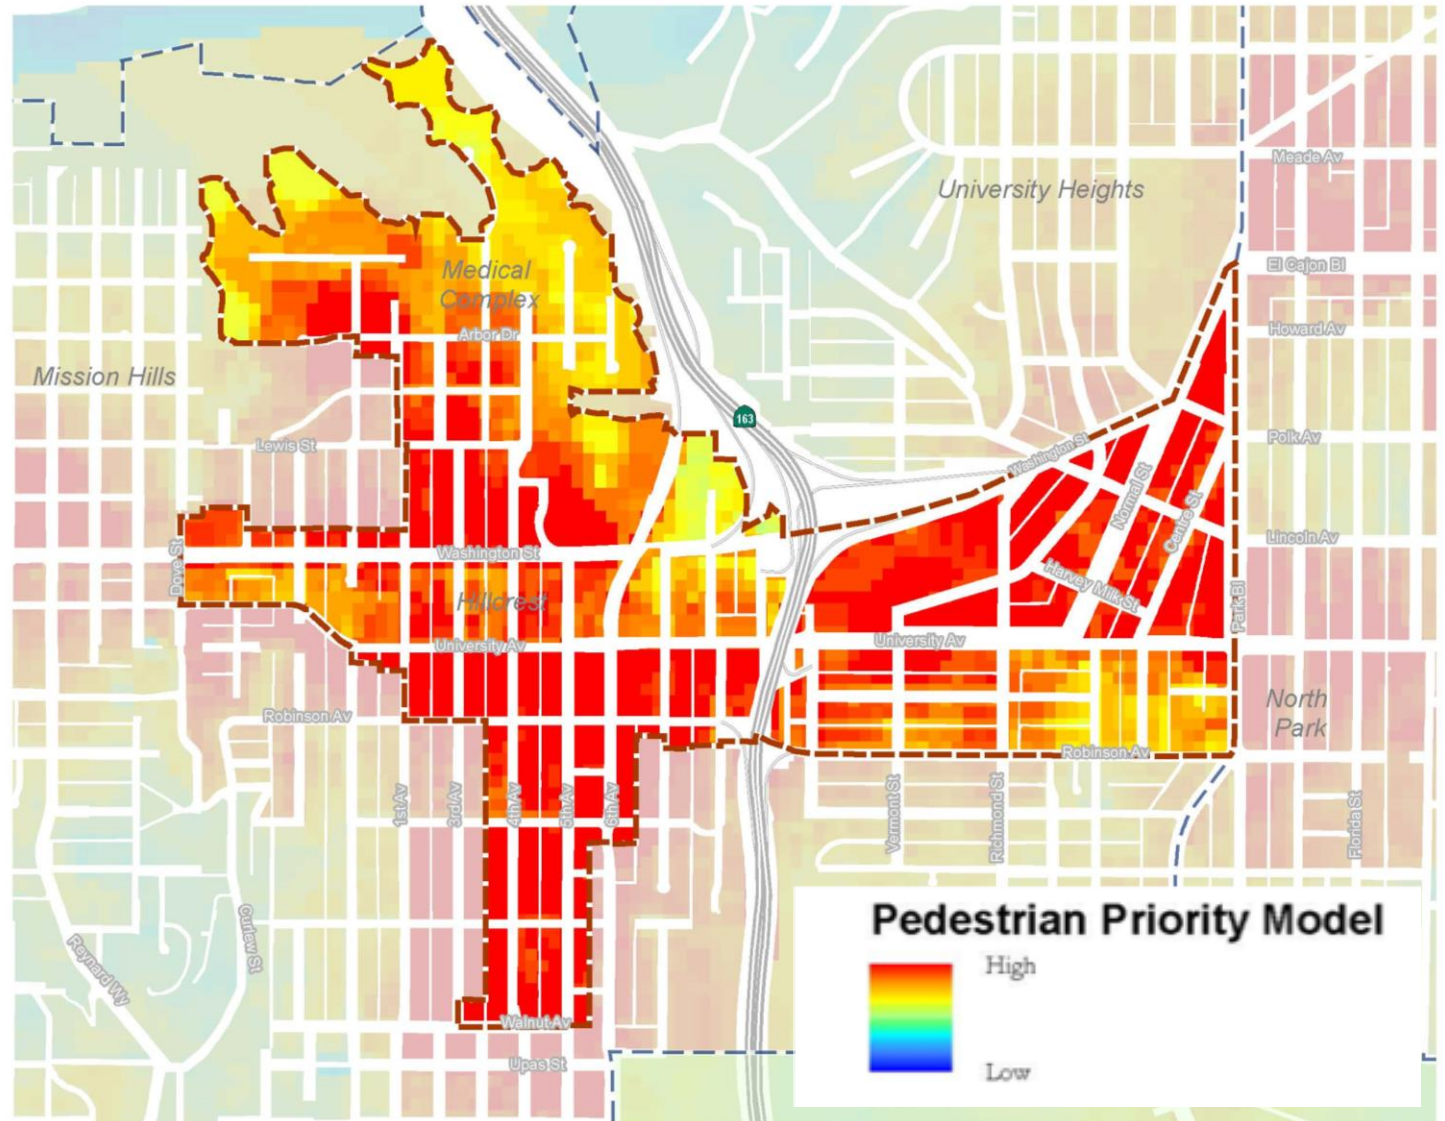 Meade Av
University Heights
El Cajon Bl
Medical
Complex
Howard Av
Arbor Dr
Mission Hills
163
Polk Av
Lewis St
Washington St
Normal St
Centre St
Lincoln Av
Washington St
Dove St
Harvey Milk St
Hillcrest
Park Bl
University Av
University Av
North
Park
Robinson Av
Robinson Av
1st Av
3rd Av
4th Av
5th Av
6th Av
Vermont St
Richmond St
Florida St
Curlew St
Reynard Wy
Walnut Av
Upas St
Pedestrian Priority Model
High
Low